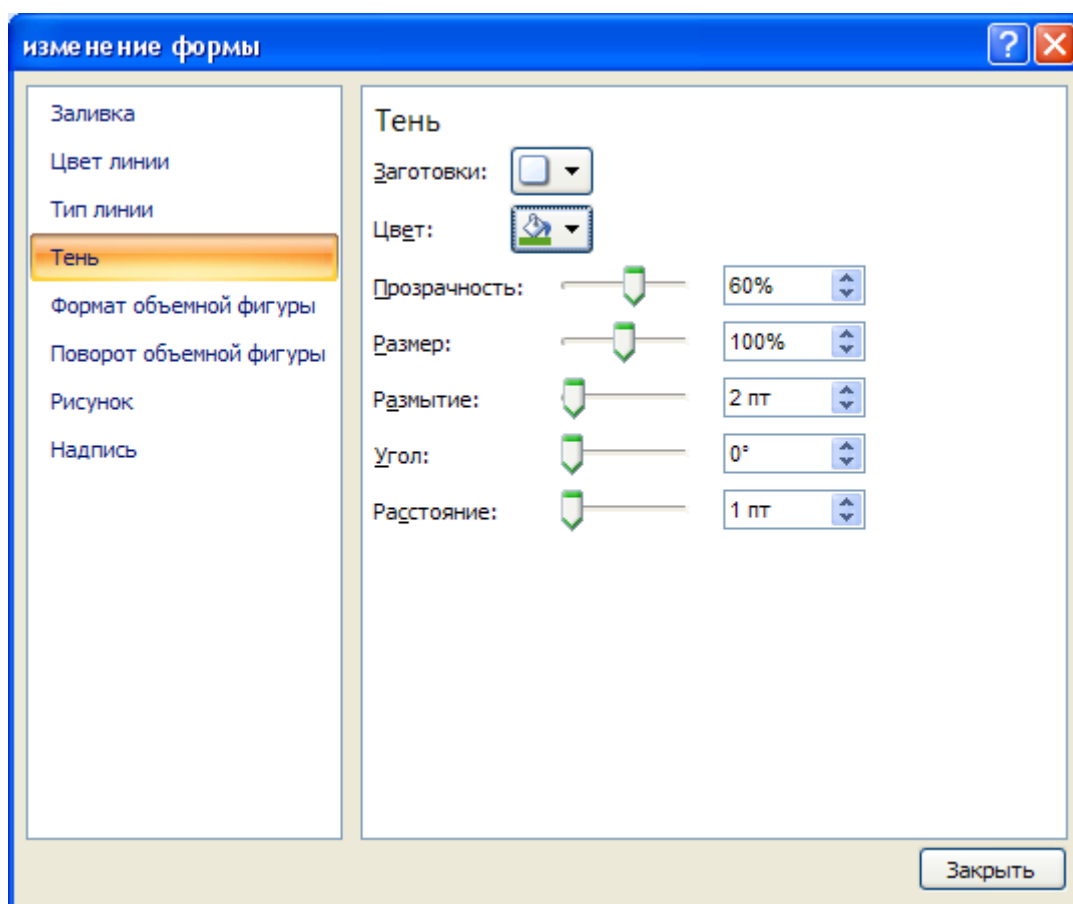 изменение формы
Заливка
Цвет линии
Тип линии
Тень
Формат объемной фигуры
Поворот объемной фигуры
Рисунок
Надпись
Тень
Заготовки:
Цвет:
Прозрачность: 60%
Размер: 100%
Размытие: 2 пт
Угол: 0°
Расстояние: 1 пт
Закрыть